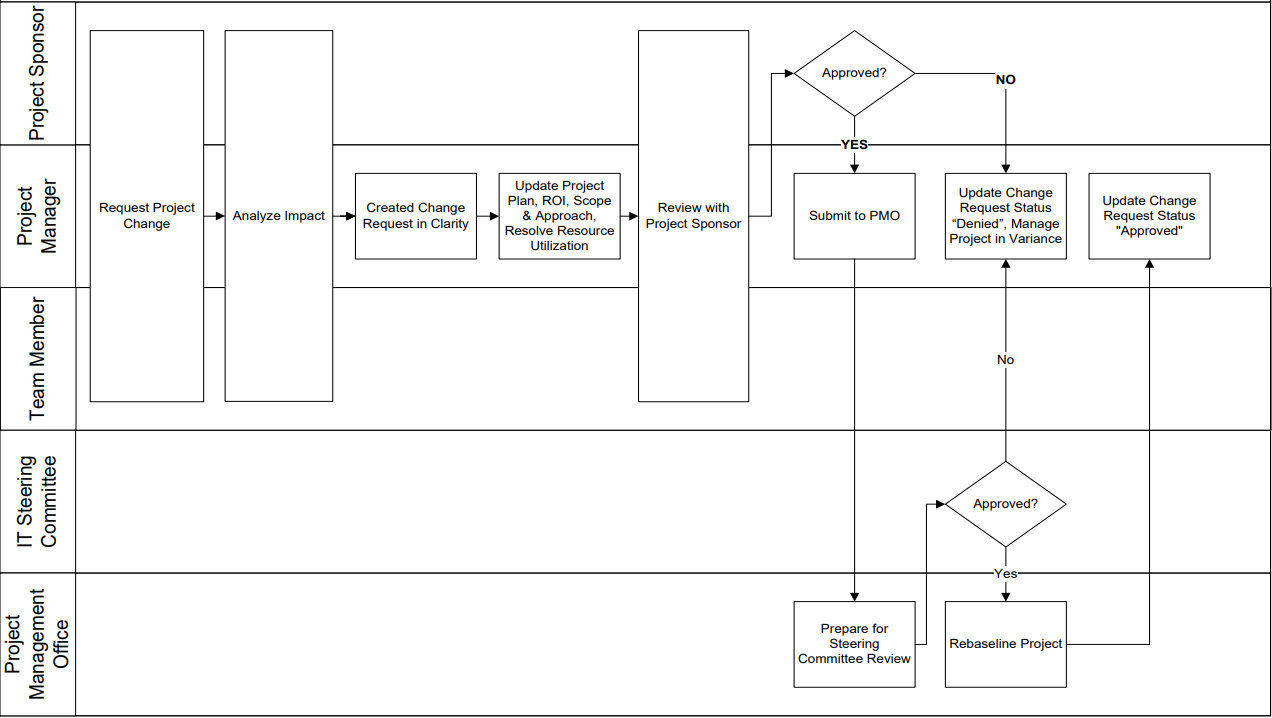 Project Sponsor
Approved?
NO
YES
Project
Manager
Request Project
Change
Analyze Impact
Created Change
Request in Clarity
Update Project
Plan, ROI, Scope
& Approach,
Resolve Resource
Utilization
Review with
Project Sponsor
Submit to PMO
Update Change
Request Status
“Denied”, Manage
Project in Variance
Update Change
Request Status
"Approved"
Team Member
No
IT Steering
Committee
Approved?
Yes
Project
Management
Office
Prepare for
Steering
Committee Review
Rebaseline Project